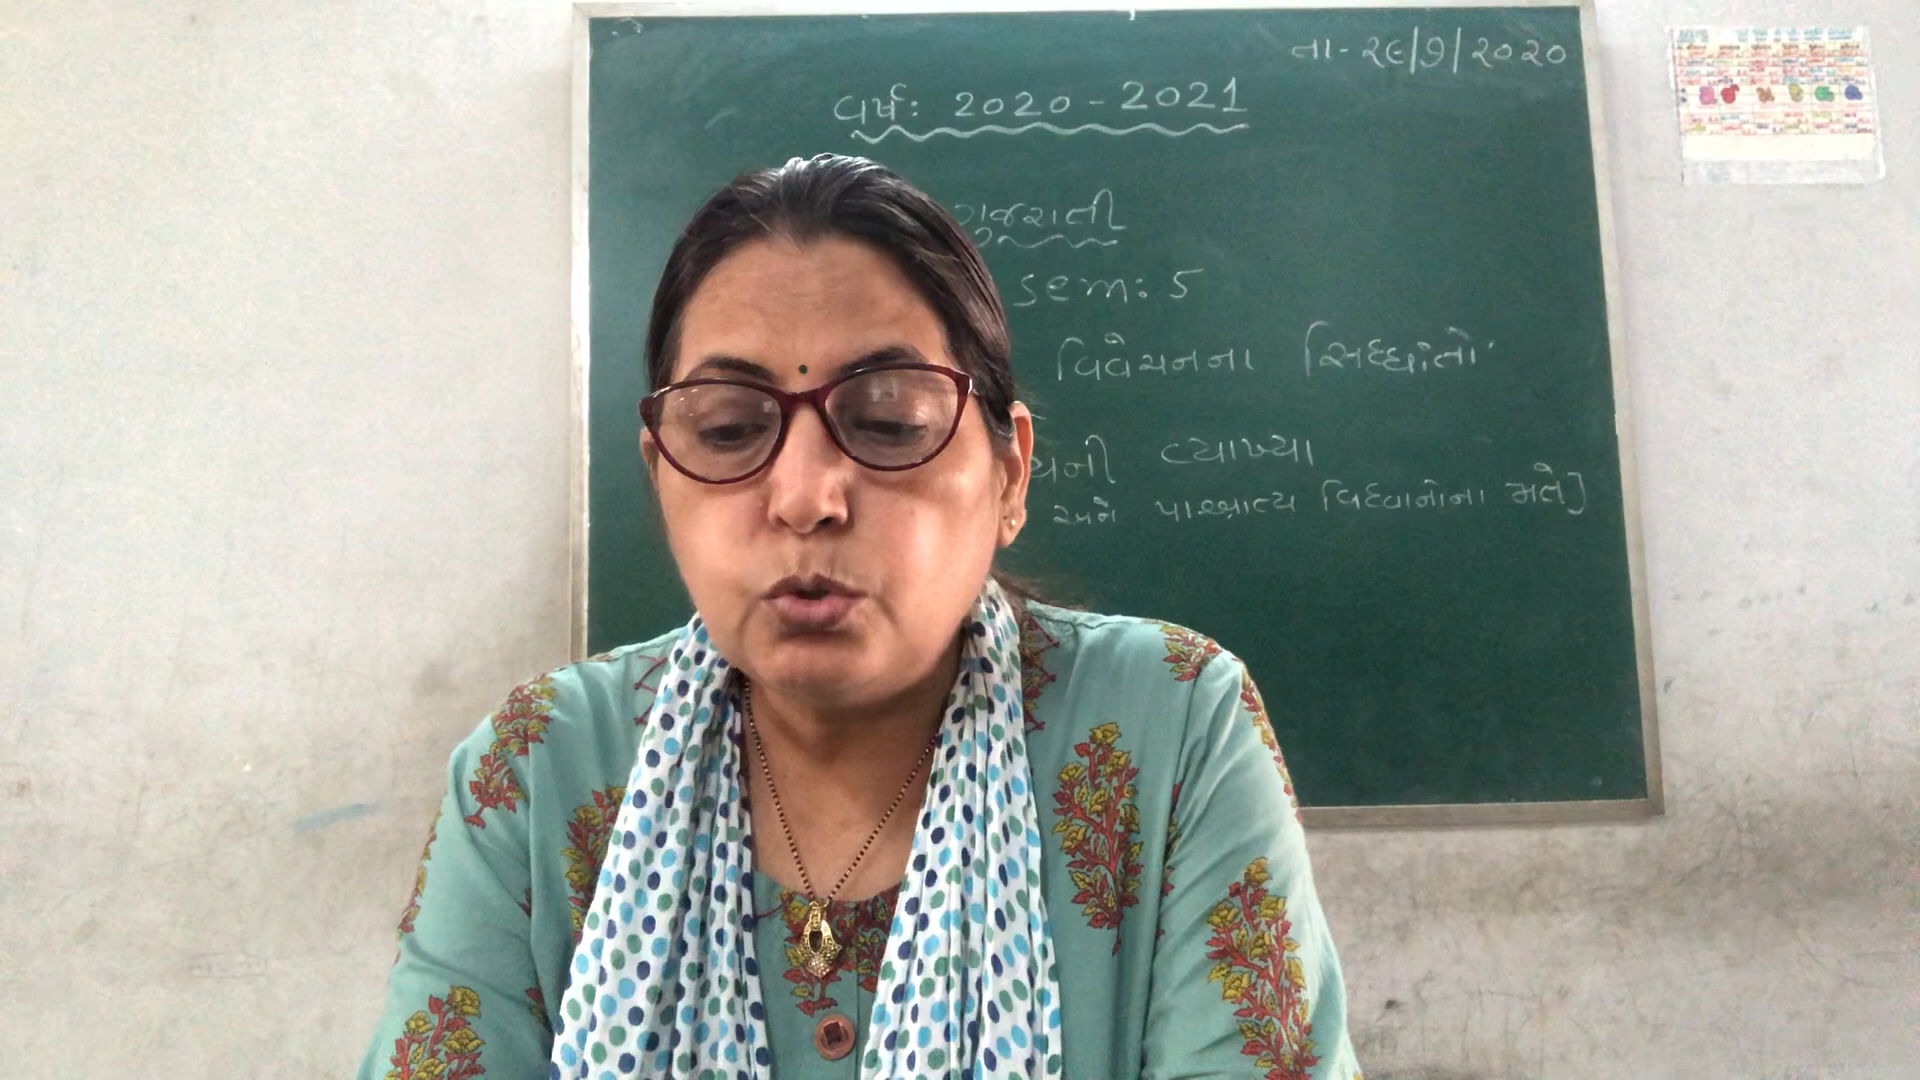 તા-૨૯/૭/૨૦૨૦
વર્ષ: 2020-2021
ગુજરાતી
sem: 5
વિવેચનના સિદ્ધાંતો
વ્યાખ્યા
અને પાશ્ચાત્ય વિદ્વાનોના મતે]